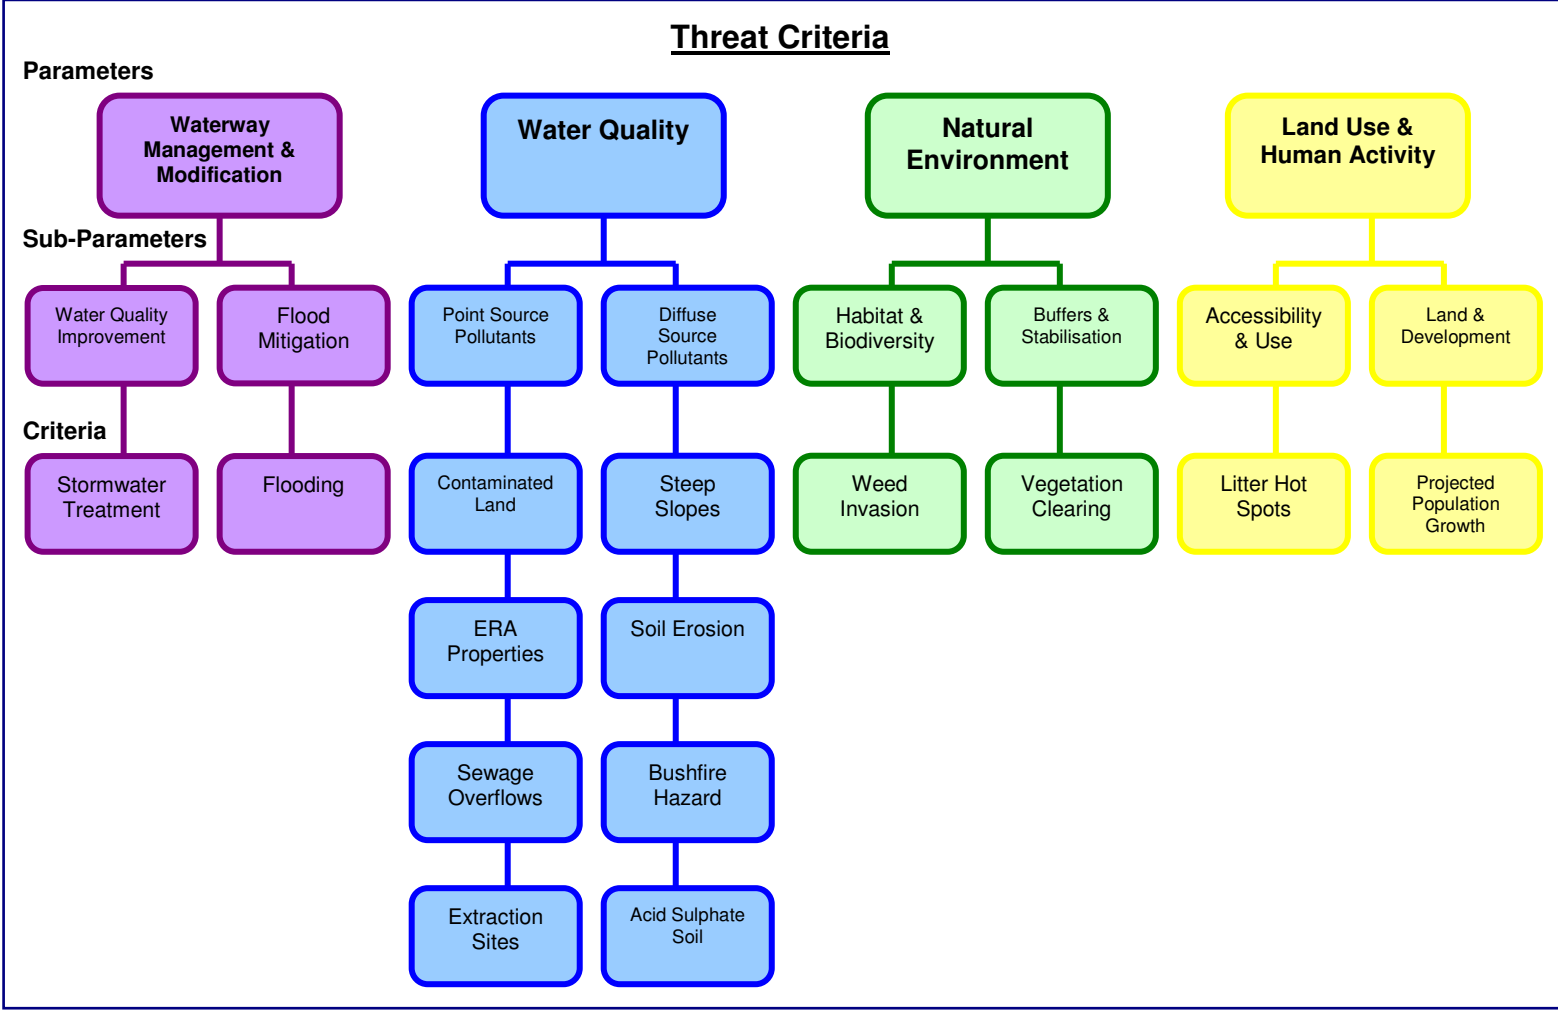 Threat Criteria
Parameters
Waterway
Management &
Modification
Water Quality
Natural
Environment
Land Use &
Human Activity
Sub-Parameters
Water Quality
Improvement
Flood
Mitigation
Point Source
Pollutants
Diffuse
Source
Pollutants
Habitat &
Biodiversity
Buffers &
Stabilisation
Accessibility
& Use
Land &
Development
Criteria
Stormwater
Treatment
Flooding
Contaminated
Land
Steep
Slopes
Weed
Invasion
Vegetation
Clearing
Litter Hot
Spots
Projected
Population
Growth
ERA
Properties
Soil Erosion
Sewage
Overflows
Bushfire
Hazard
Extraction
Sites
Acid Sulphate
Soil